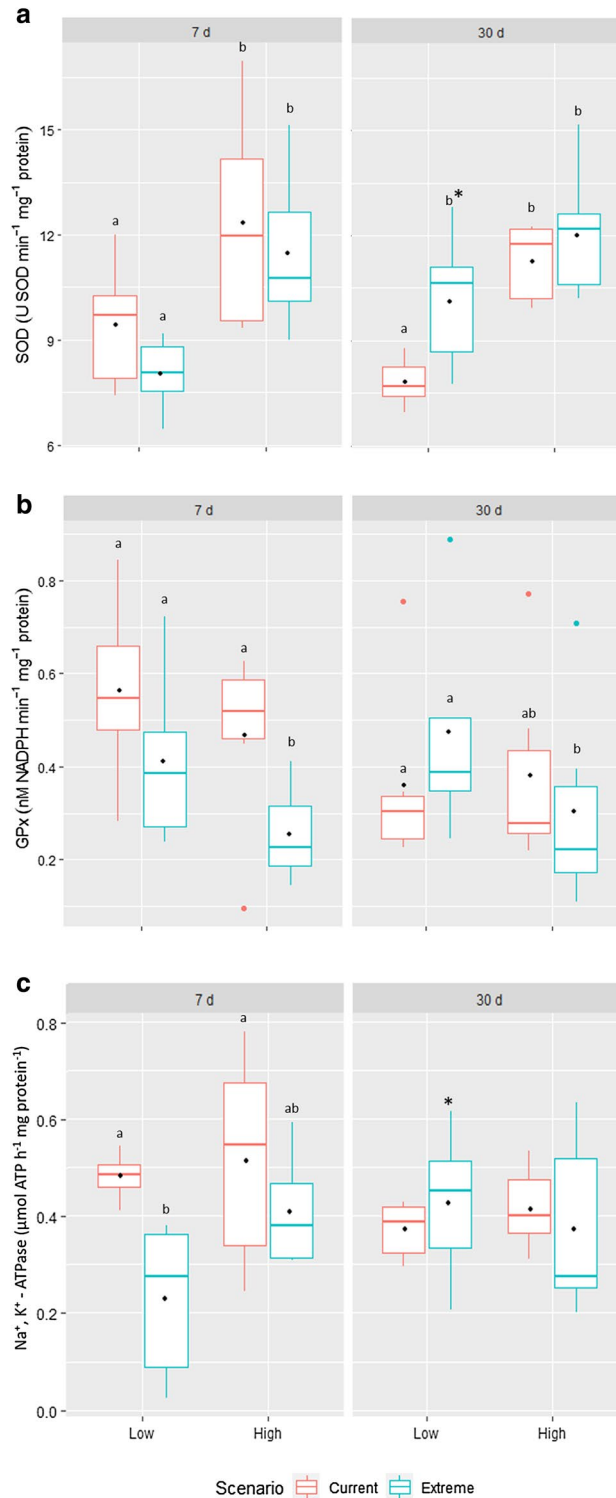 a
7 d
30 d
SOD (U SOD min⁻¹ mg⁻¹ protein)
15
12
9
6
a
a
b
b
a
b*
b
b
b
7 d
30 d
GPx (nM NADPH min⁻¹ mg⁻¹ protein)
0.8
0.6
0.4
0.2
a
a
a
b
a
a
ab
b
c
7 d
30 d
Na⁺, K⁺ - ATPase (µmol ATP h⁻¹ mg protein⁻¹)
0.8
0.6
0.4
0.2
0.0
a
b
a
ab
*
Low
High
Low
High
Scenario
Current
Extreme